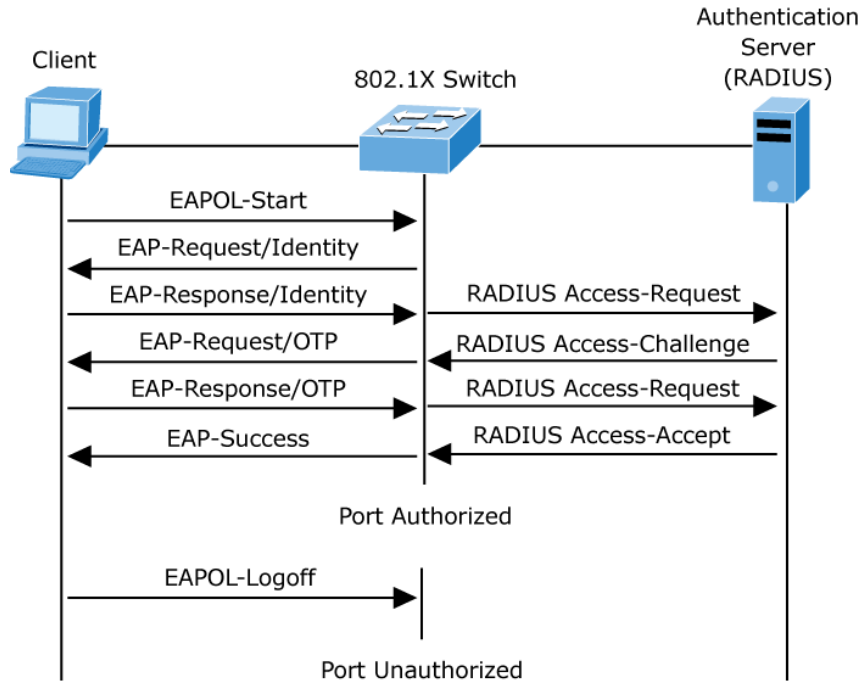 Authentication
Server
(RADIUS)
Client
802.1X Switch
EAPOL-Start
EAP-Request/Identity
EAP-Response/Identity
RADIUS Access-Request
EAP-Request/OTP
RADIUS Access-Challenge
EAP-Response/OTP
RADIUS Access-Request
EAP-Success
RADIUS Access-Accept
Port Authorized
EAPOL-Logoff
Port Unauthorized